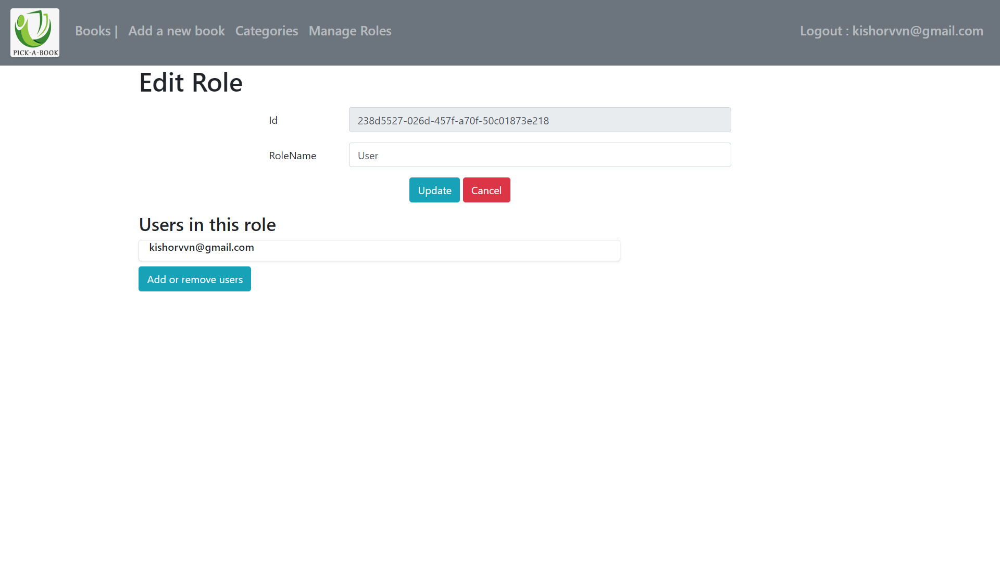 PICK-A-BOOK
Books | Add a new book Categories Manage Roles Logout : kishorvvn@gmail.com
Edit Role
Id 238d5527-026d-457f-a70f-50c01873e218
RoleName User
Update Cancel
Users in this role
kishorvvn@gmail.com
Add or remove users